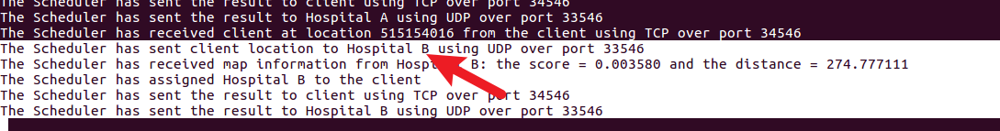 The Scheduler has sent the result to client using TCP over port 34546
The Scheduler has sent the result to Hospital A using UDP over port 33546
The Scheduler has received client at location 515154016 from the client using TCP over port 34546
The Scheduler has sent client location to Hospital B using UDP over port 33546
The Scheduler has received map information from Hospital B: the score = 0.003580 and the distance = 274.777111
The Scheduler has assigned Hospital B to the client
The Scheduler has sent the result to client using TCP over port 34546
The Scheduler has sent the result to Hospital B using UDP over port 33546